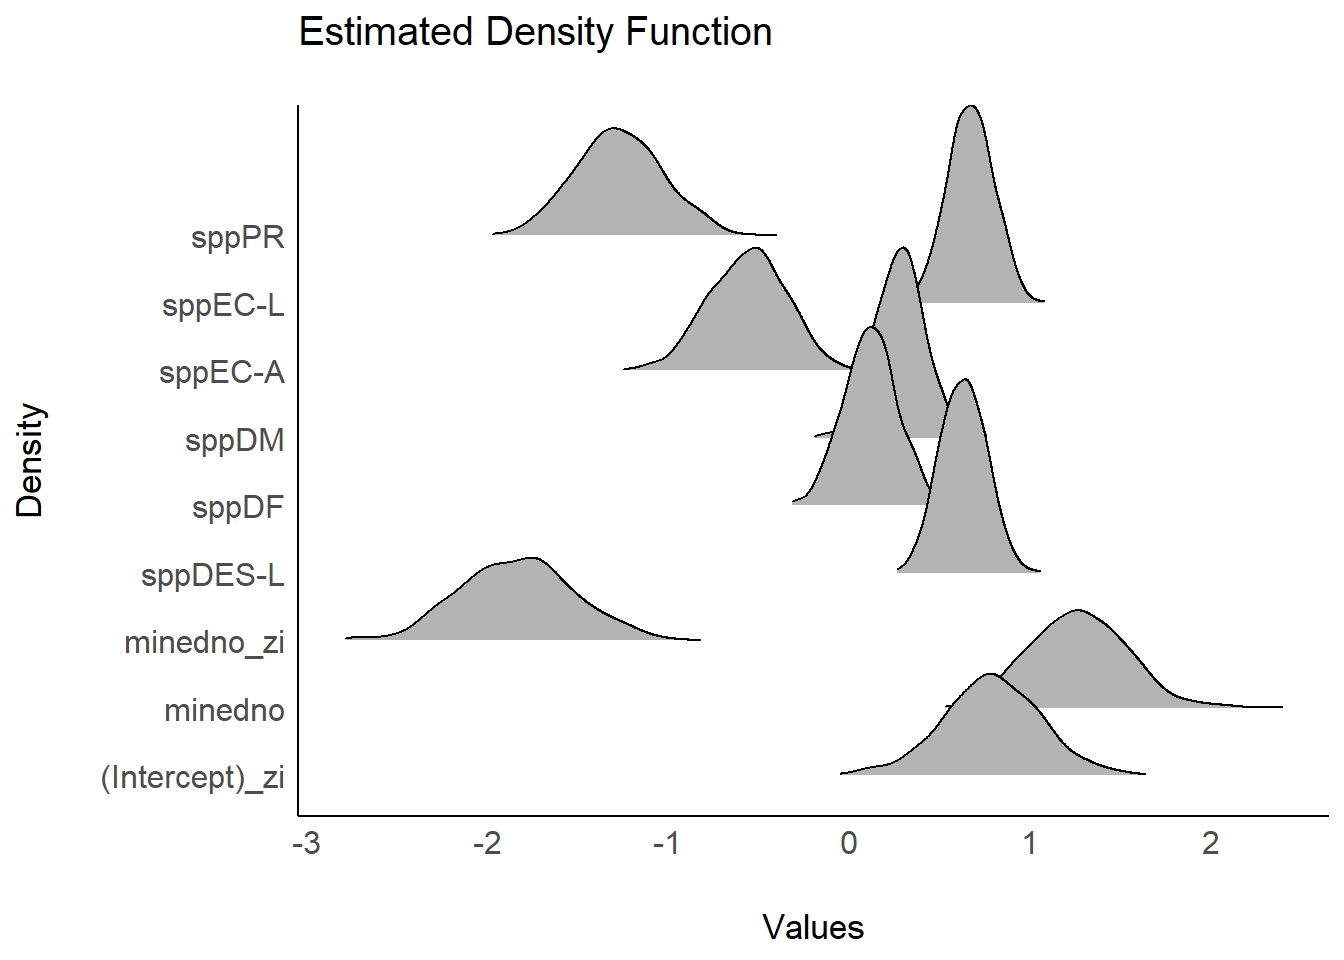 Estimated Density Function
sppPR
sppEC-L
sppEC-A
sppDM
sppDF
sppDES-L
minedno_zi
minedno
(Intercept)_zi
Density
-3 -2 -1 0 1 2
Values